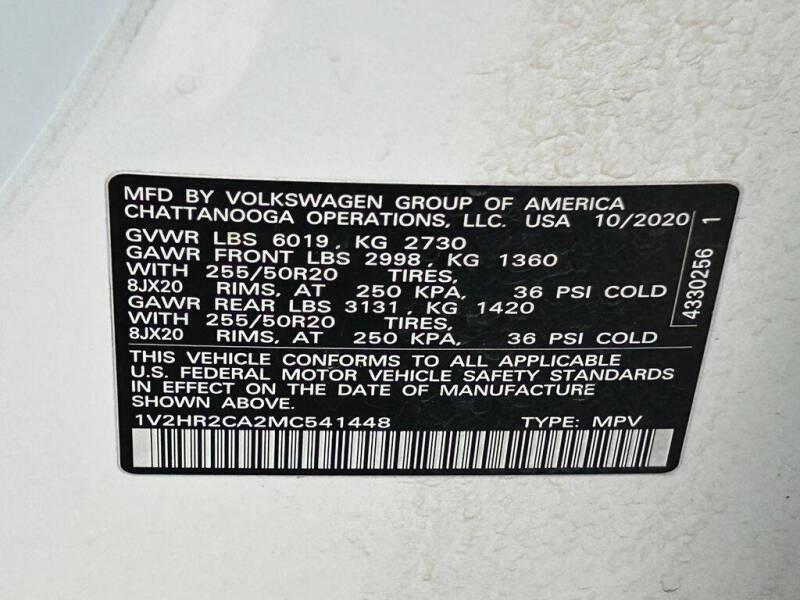 MFD BY VOLKSWAGEN GROUP OF AMERICA
CHATTANOOGA OPERATIONS, LLC. USA 10/2020
GVWR LBS 6019, KG 2730
GAWR FRONT LBS 2998, KG 1360
WITH 255/50R20 TIRES,
8JX20 RIMS, AT 250 KPA, 36 PSI COLD
GAWR REAR LBS 3131, KG 1420
WITH 255/50R20 TIRES,
8JX20 RIMS, AT 250 KPA, 36 PSI COLD
THIS VEHICLE CONFORMS TO ALL APPLICABLE
U.S. FEDERAL MOTOR VEHICLE SAFETY STANDARDS
IN EFFECT ON THE DATE OF MANUFACTURE
SHOWN ABOVE.
1V2HR2CA2MC541448 TYPE: MPV
4330256 1